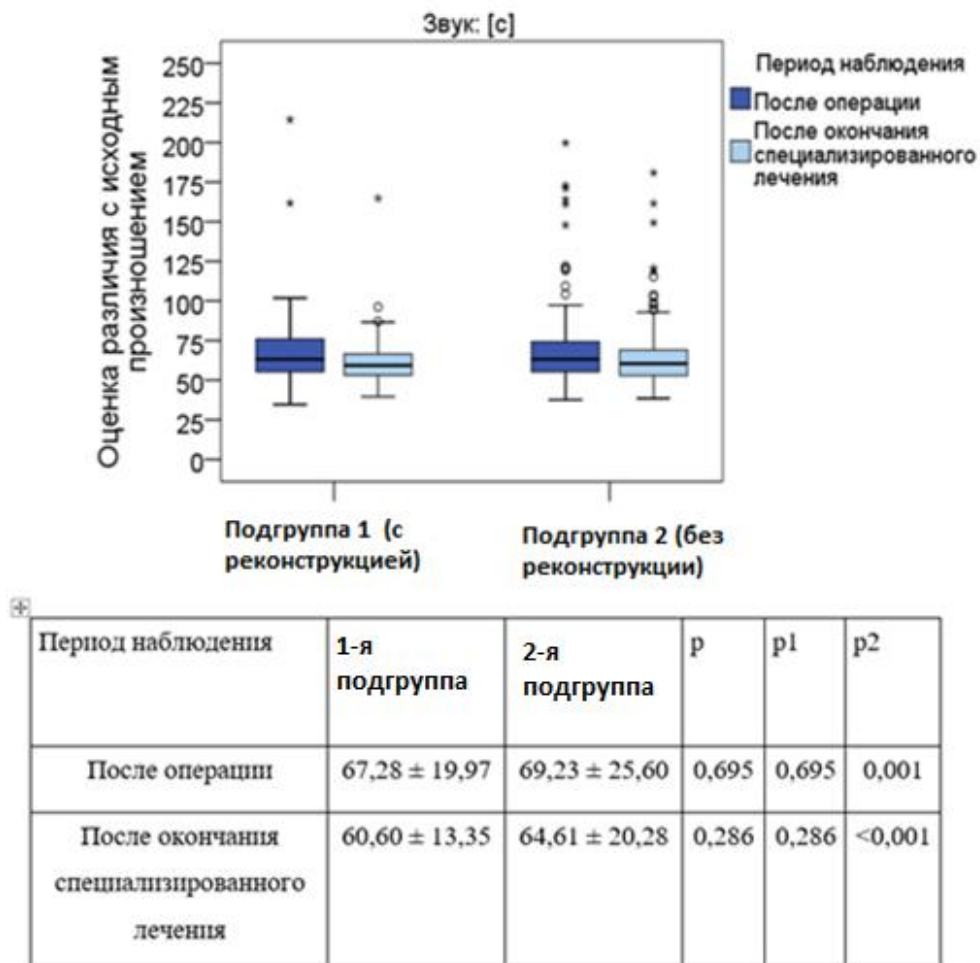 Звук: [с]
Оценка различия с исходным
произношением
250
225
200
175
150
125
100
75
50
25
0
Период наблюдения
После операции
После окончания
специализированного
лечения
Подгруппа 1 (с
реконструкцией)
Подгруппа 2 (без
реконструкции)
Период наблюдения 1-я 2-я p p1 p2
подгруппа подгруппа
После операции 67,28 ± 19,97 69,23 ± 25,60 0,695 0,695 0,001
После окончания 60,60 ± 13,35 64,61 ± 20,28 0,286 0,286 <0,001
специализированного
лечения